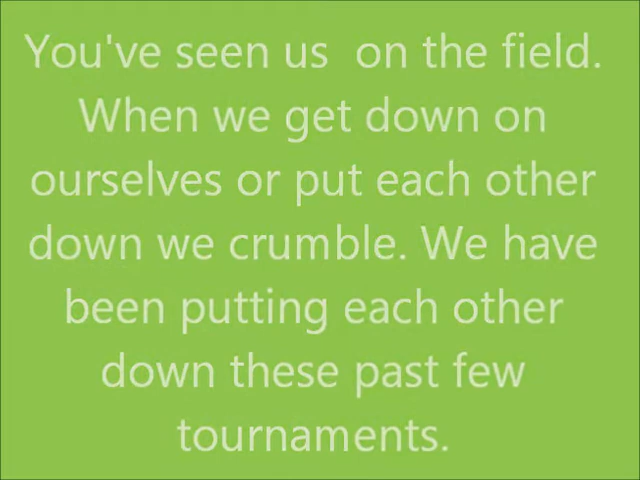 You've seen us  on the field.
When we get down on
ourselves or put each other
down we crumble. We have
been putting each other
down these past few
tournaments.